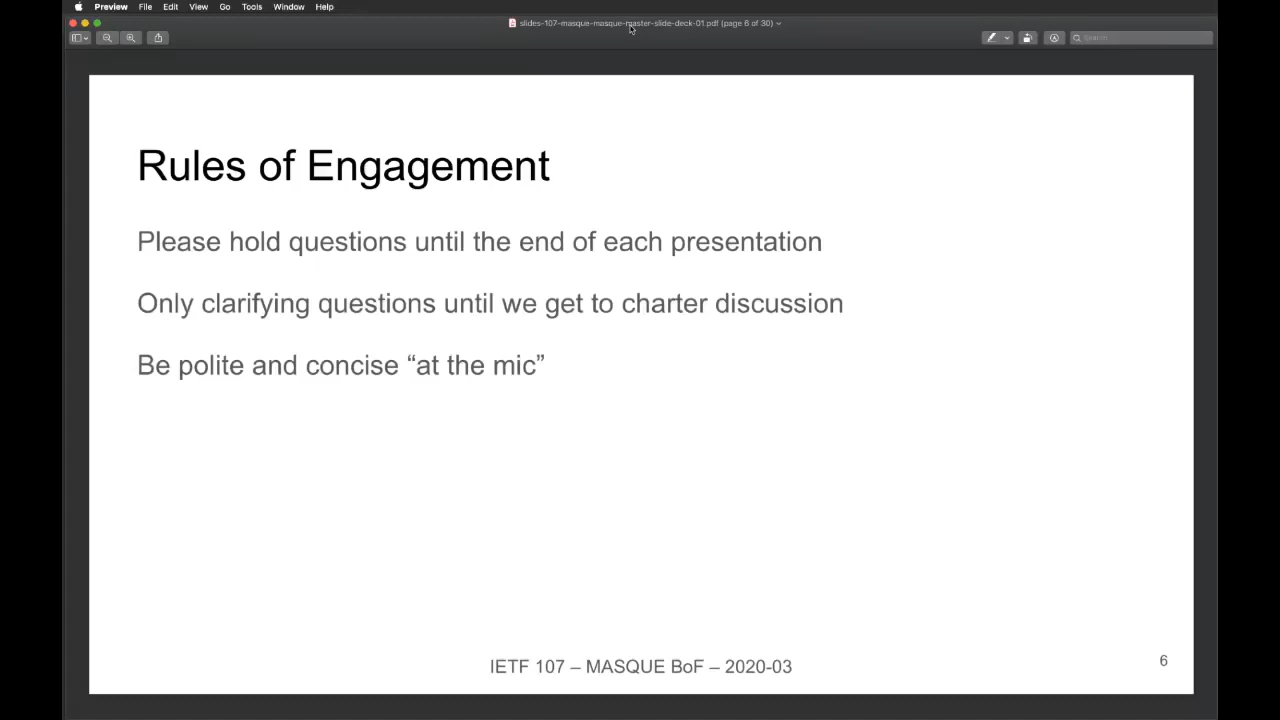 Preview File Edit View Go Tools Window Help
slides-107-masque-masque-master-slide-deck-01.pdf (page 6 of 30)
Search
Rules of Engagement
Please hold questions until the end of each presentation
Only clarifying questions until we get to charter discussion
Be polite and concise “at the mic”
IETF 107 – MASQUE BoF – 2020-03
6